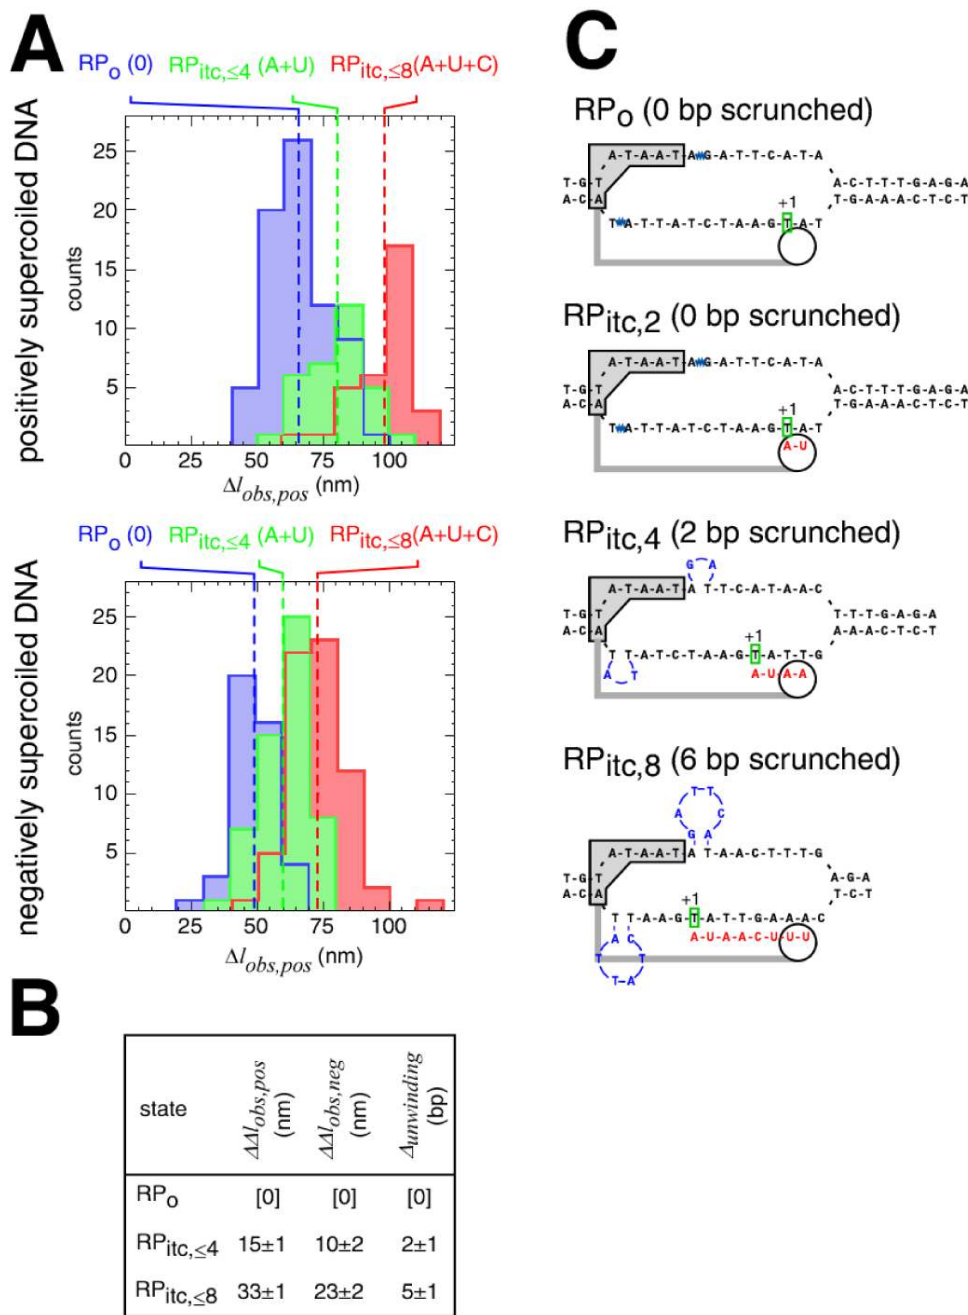 A
RPo (0) RPitc,≤4 (A+U) RPitc,≤8(A+U+C)
positively supercoiled DNA
counts
25
20
15
10
5
0 25 50 75 100
Δlobs,pos (nm)
RPo (0) RPitc,≤4 (A+U) RPitc,≤8(A+U+C)
negatively supercoiled DNA
counts
25
20
15
10
5
0 25 50 75 100
Δlobs,pos (nm)
B
state ΔΔlobs,pos (nm) ΔΔlobs,neg (nm) Δunwinding (bp)
RPo [0] [0] [0]
RPitc,≤4 15±1 10±2 2±1
RPitc,≤8 33±1 23±2 5±1
C
RPo (0 bp scrunched)
A-T-A-A-T-A-G-A-T-T-C-A-T-A
T-G-T A-C-T-T-T-G-A-G-A
A-C-A T-G-A-A-A-C-T-C-T
+1
T-A-T-T-A-T-C-T-A-A-G-T-A-T
RPitc,2 (0 bp scrunched)
A-T-A-A-T-A-G-A-T-T-C-A-T-A
T-G-T A-C-T-T-T-G-A-G-A
A-C-A T-G-A-A-A-C-T-C-T
+1
T-A-T-T-A-T-C-T-A-A-G-T-A-T
A-U
RPitc,4 (2 bp scrunched)
G A
A-T-A-A-T-A T-T-C-A-T-A-A-C
T-G-T T-T-T-G-A-G-A
A-C-A A-A-A-C-T-C-T
+1
T T-A-T-C-T-A-A-G-T-A-T-T-G
A T A-U-A-A
RPitc,8 (6 bp scrunched)
T-T
A C
G A
A-T-A-A-T-A T-A-A-C-T-T-T-G
T-G-T A-G-A
A-C-A T-C-T
+1
T T-A-A-G-T-A-T-T-G-A-A-A-C
A C A-U-A-A-C-U-U-U
T T
T-A